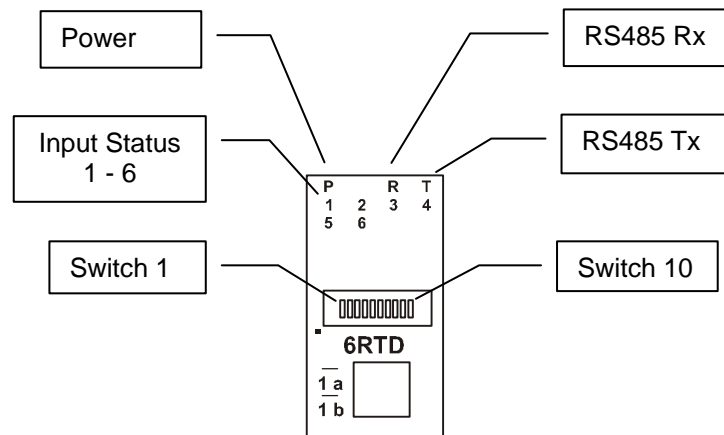 Power
RS485 Rx
Input Status
1 - 6
RS485 Tx
P R T
1 2 3 4
5 6
Switch 1
Switch 10
6RTD
1 a
1 b